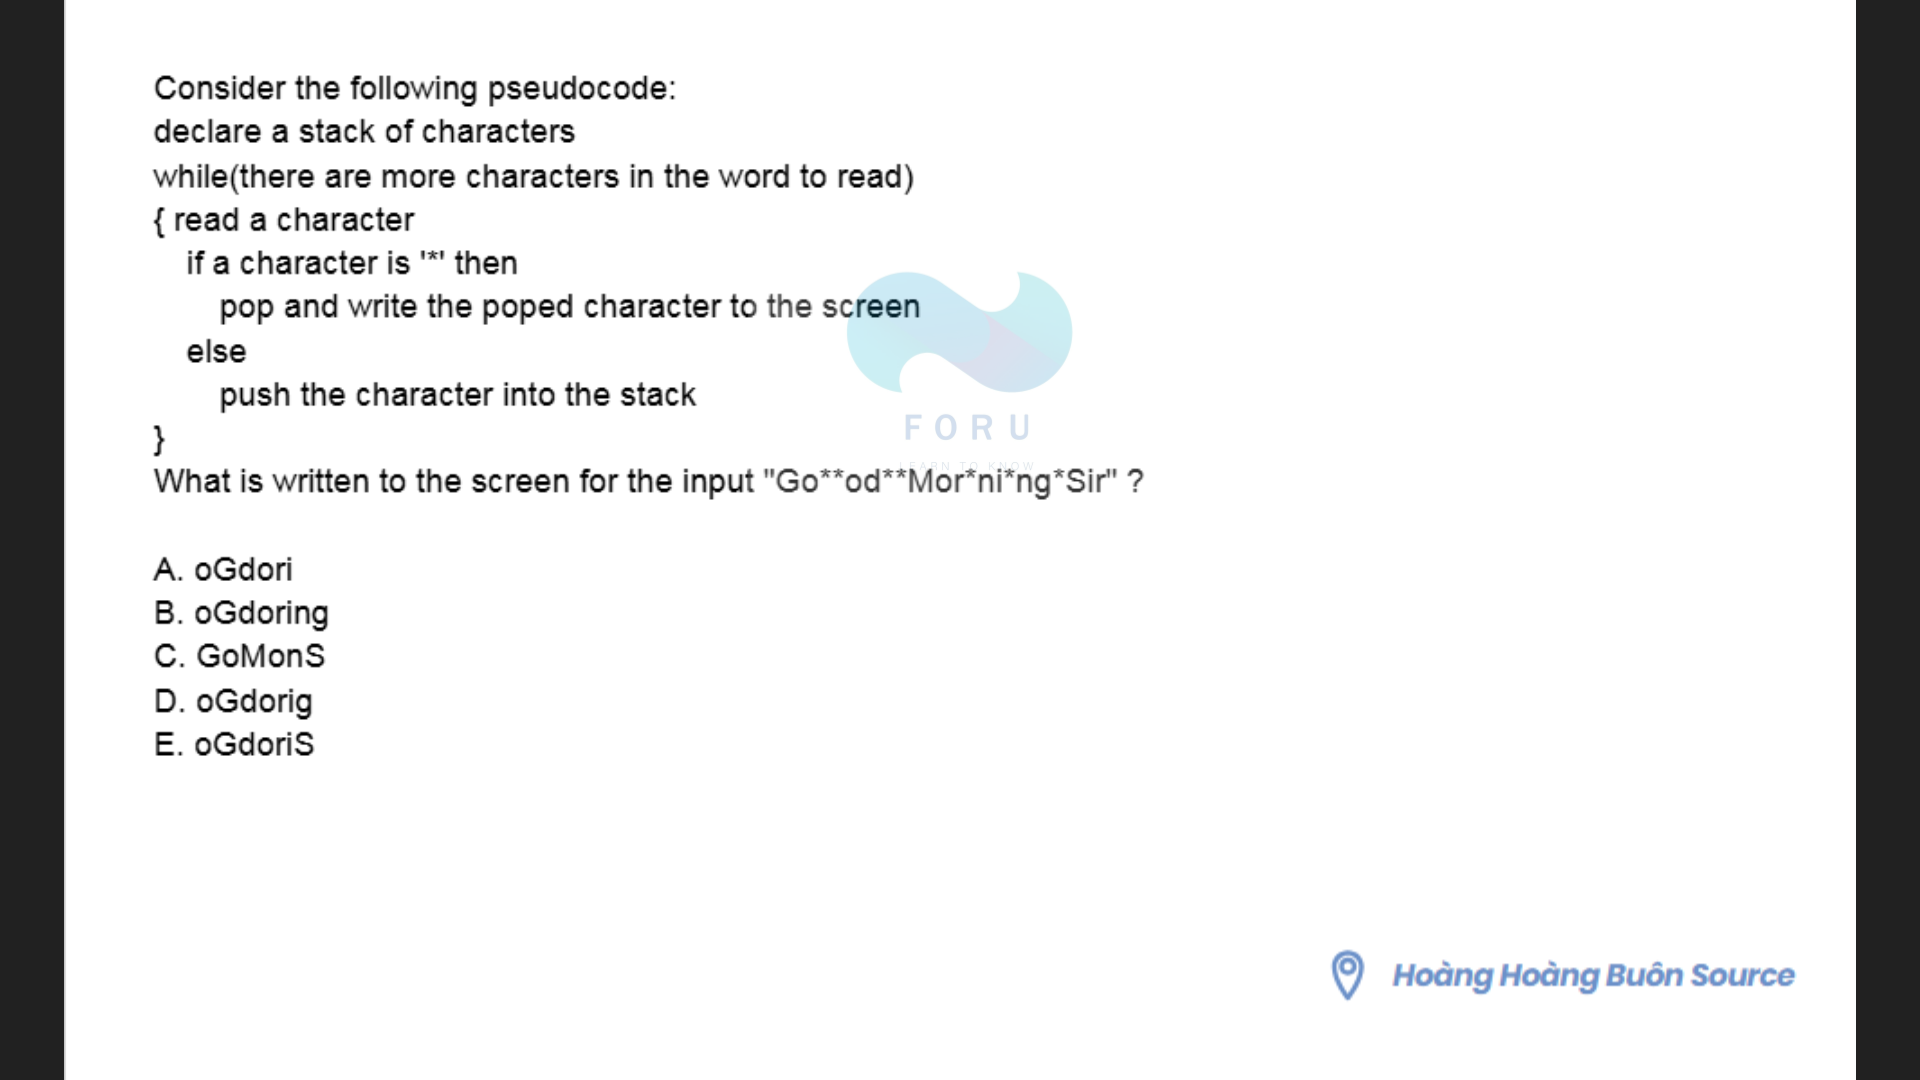 Consider the following pseudocode:
declare a stack of characters
while(there are more characters in the word to read)
{ read a character
if a character is '*' then
pop and write the poped character to the screen
else
push the character into the stack
}
FORU
LEARN TO KNOW
What is written to the screen for the input "Go**od**Mor*ni*ng*Sir" ?
A. oGdori
B. oGdoring
C. GoMonS
D. oGdorig
E. oGdoriS
Hoàng Hoàng Buôn Source